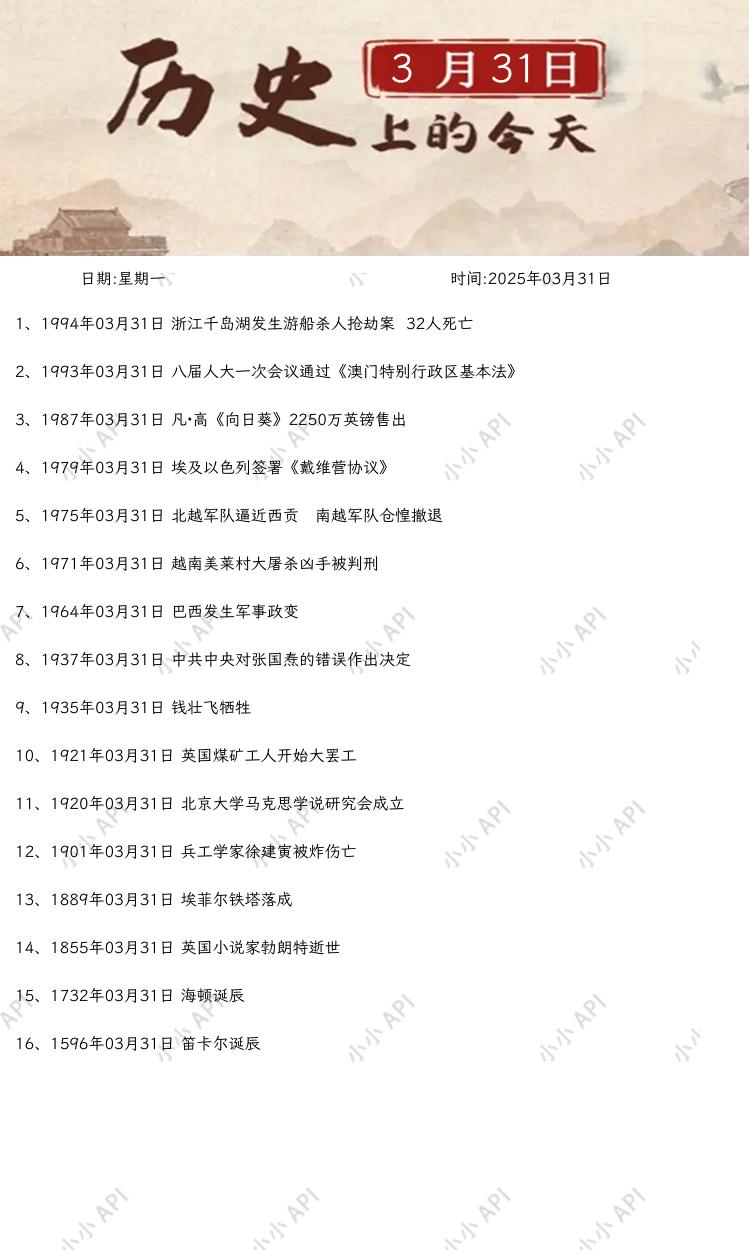 历史
3 月31日
上的今天
日期:星期一 时间:2025年03月31日
1、1994年03月31日 浙江千岛湖发生游船杀人抢劫案 32人死亡
2、1993年03月31日 八届人大一次会议通过《澳门特别行政区基本法》
3、1987年03月31日 凡·高《向日葵》2250万英镑售出
4、1979年03月31日 埃及以色列签署《戴维营协议》
5、1975年03月31日 北越军队逼近西贡 南越军队仓惶撤退
6、1971年03月31日 越南美莱村大屠杀凶手被判刑
7、1964年03月31日 巴西发生军事政变
8、1937年03月31日 中共中央对张国焘的错误作出决定
9、1935年03月31日 钱壮飞牺牲
10、1921年03月31日 英国煤矿工人开始大罢工
11、1920年03月31日 北京大学马克思学说研究会成立
12、1901年03月31日 兵工学家徐建寅被炸伤亡
13、1889年03月31日 埃菲尔铁塔落成
14、1855年03月31日 英国小说家勃朗特逝世
15、1732年03月31日 海顿诞辰
16、1596年03月31日 笛卡尔诞辰
小小 API